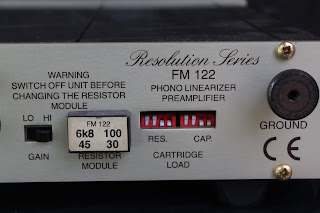 Resolution Series
FM 122
PHONO LINEARIZER
PREAMPLIFIER
WARNING
SWITCH OFF UNIT BEFORE
CHANGING THE RESISTOR
MODULE
LO HI
GAIN
FM 122
6k8 100
45 30
RESISTOR
MODULE
RES. CAP.
CARTRIDGE
LOAD
GROUND
CE